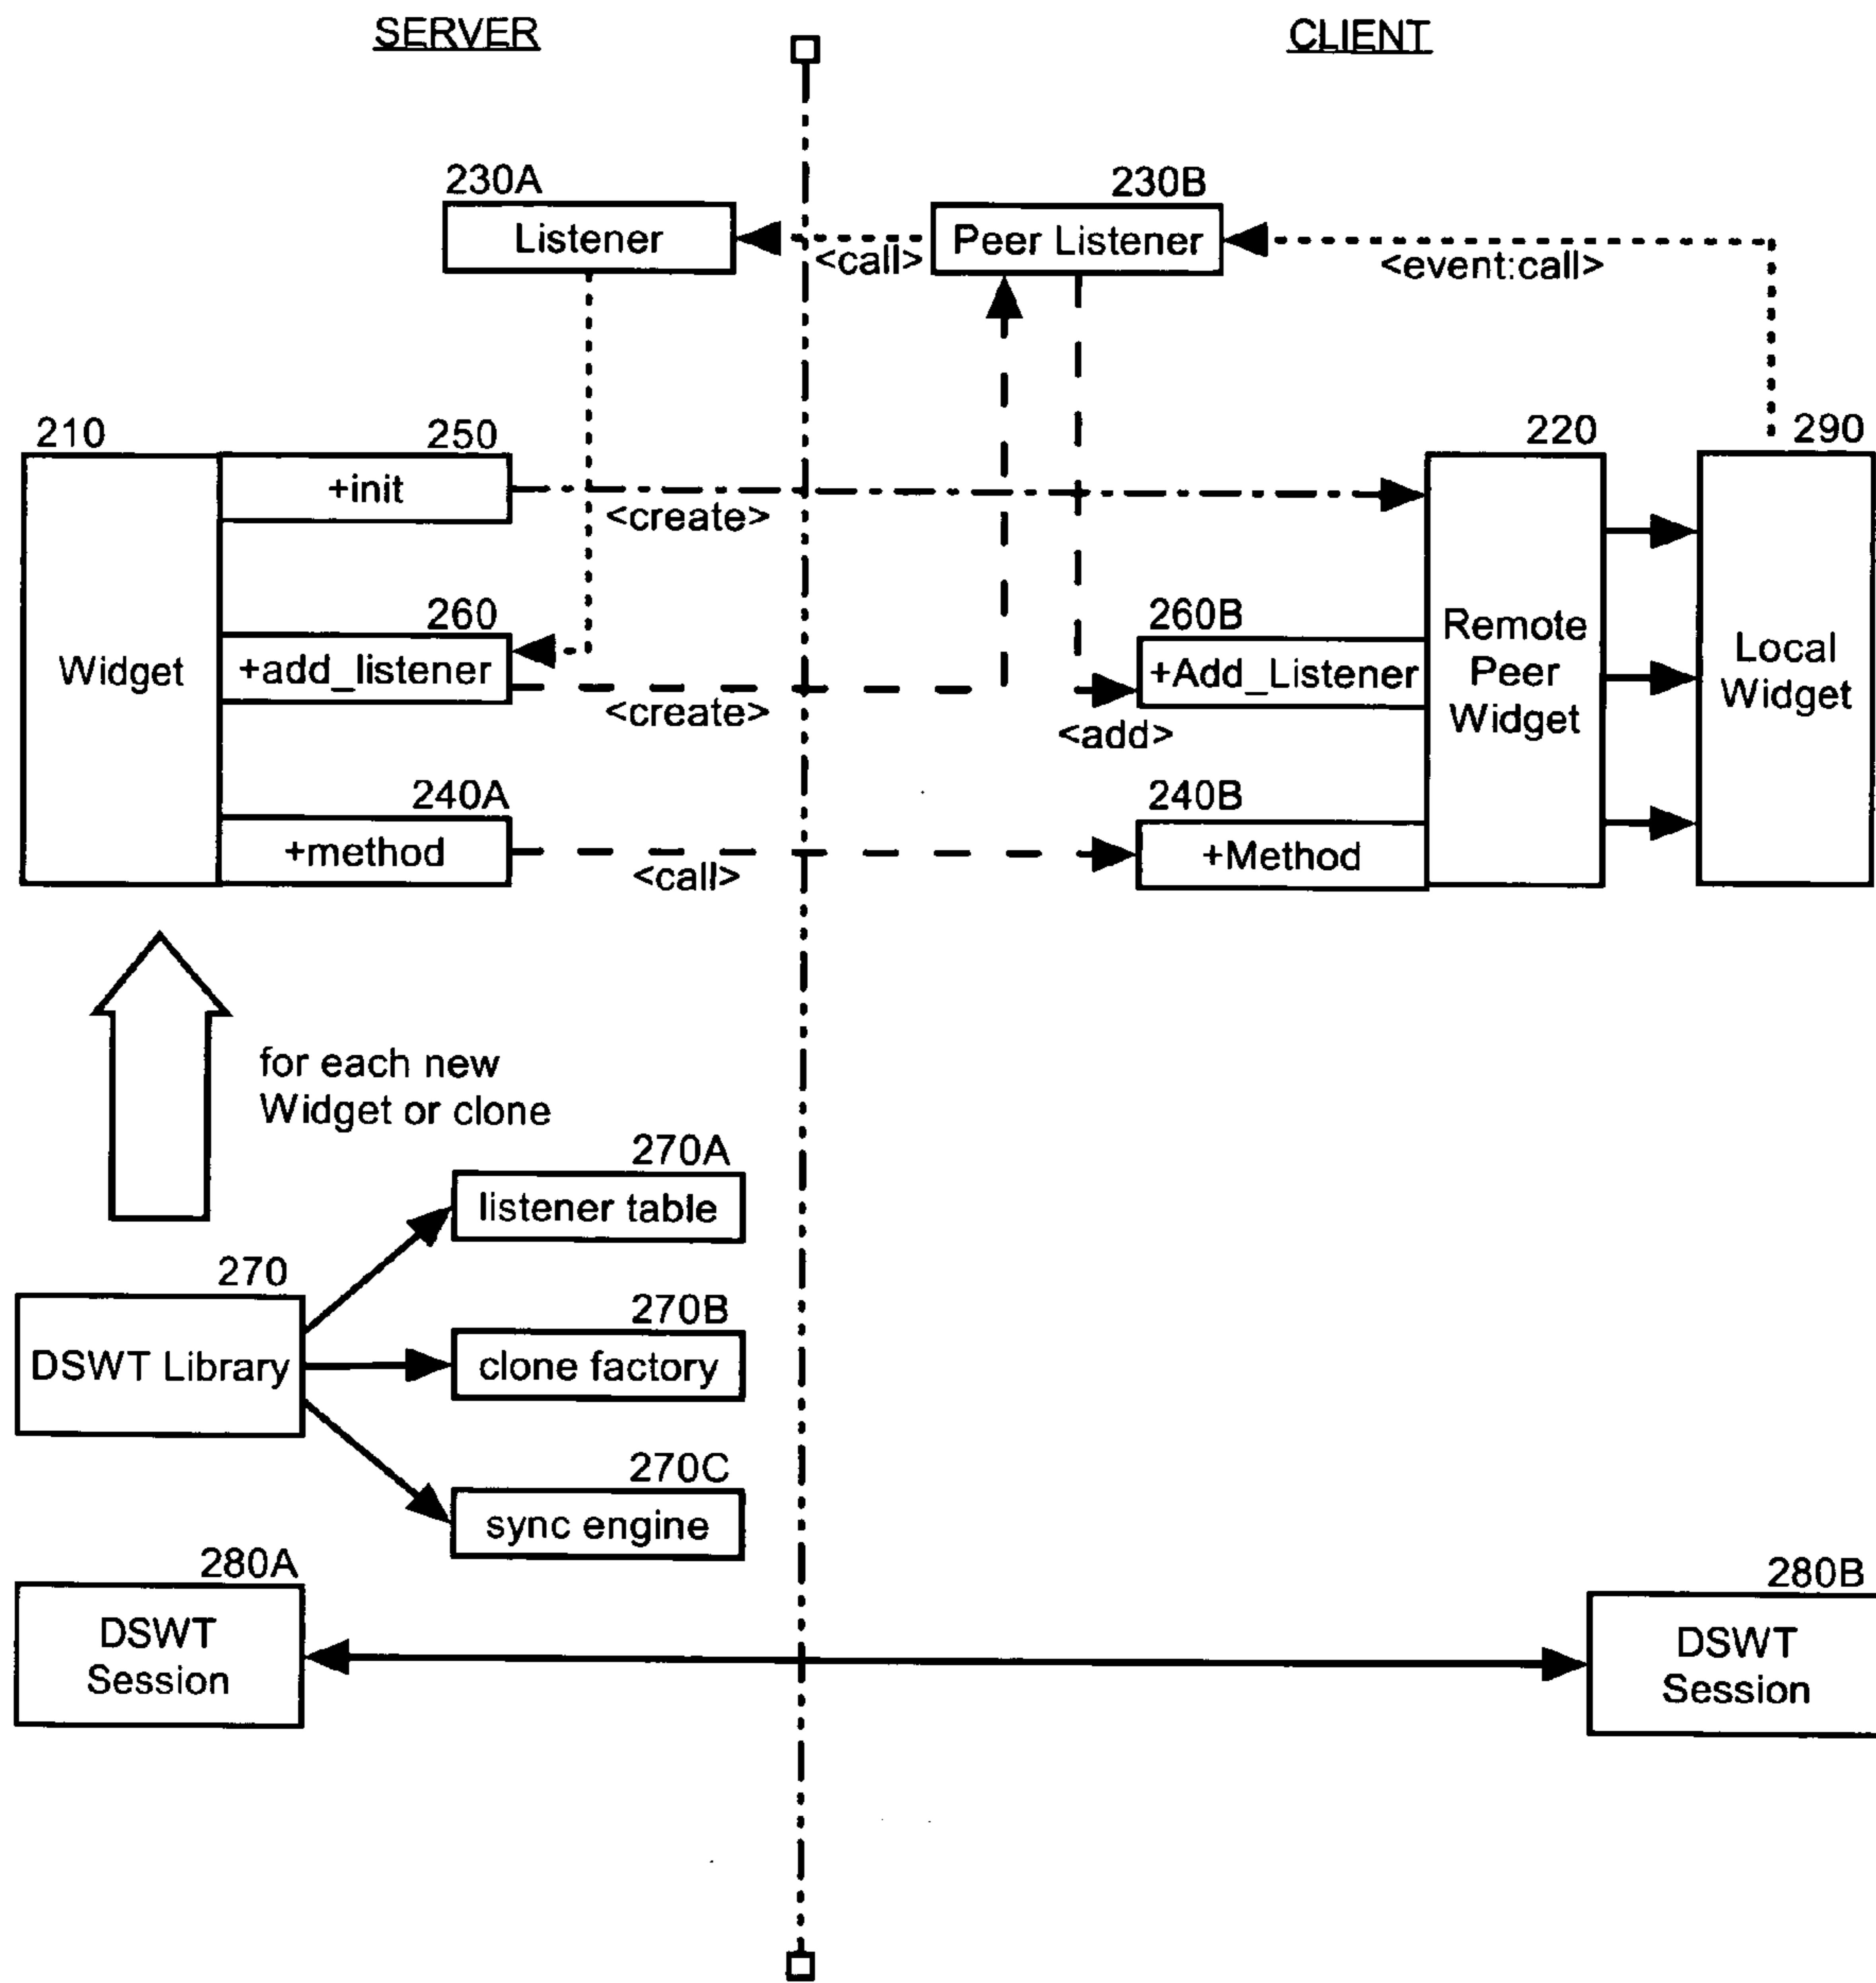 SERVER
CLIENT
230A
Listener
<call>
230B
Peer Listener
<event:call>
210
Widget
250
+init
<create>
260
+add_listener
<create>
240A
+method
<call>
260B
+Add_Listener
<add>
240B
+Method
220
Remote
Peer
Widget
290
Local
Widget
for each new
Widget or clone
270
DSWT Library
270A
listener table
270B
clone factory
270C
sync engine
280A
DSWT
Session
280B
DSWT
Session